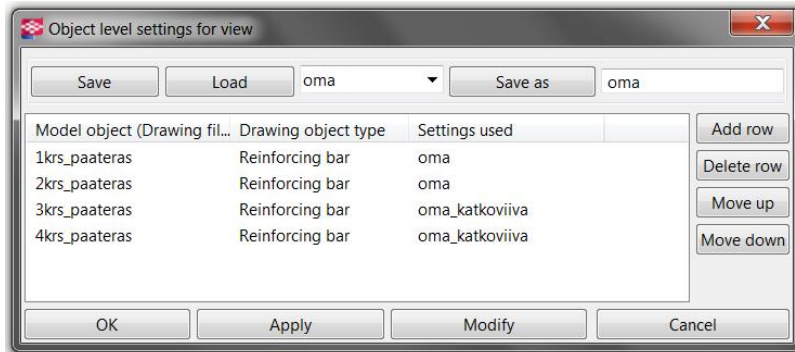 Object level settings for view
Save Load oma Save as oma
Model object (Drawing fil... Drawing object type Settings used
1krs_paateras Reinforcing bar oma
2krs_paateras Reinforcing bar oma
3krs_paateras Reinforcing bar oma_katkoviiva
4krs_paateras Reinforcing bar oma_katkoviiva
Add row
Delete row
Move up
Move down
OK Apply Modify Cancel